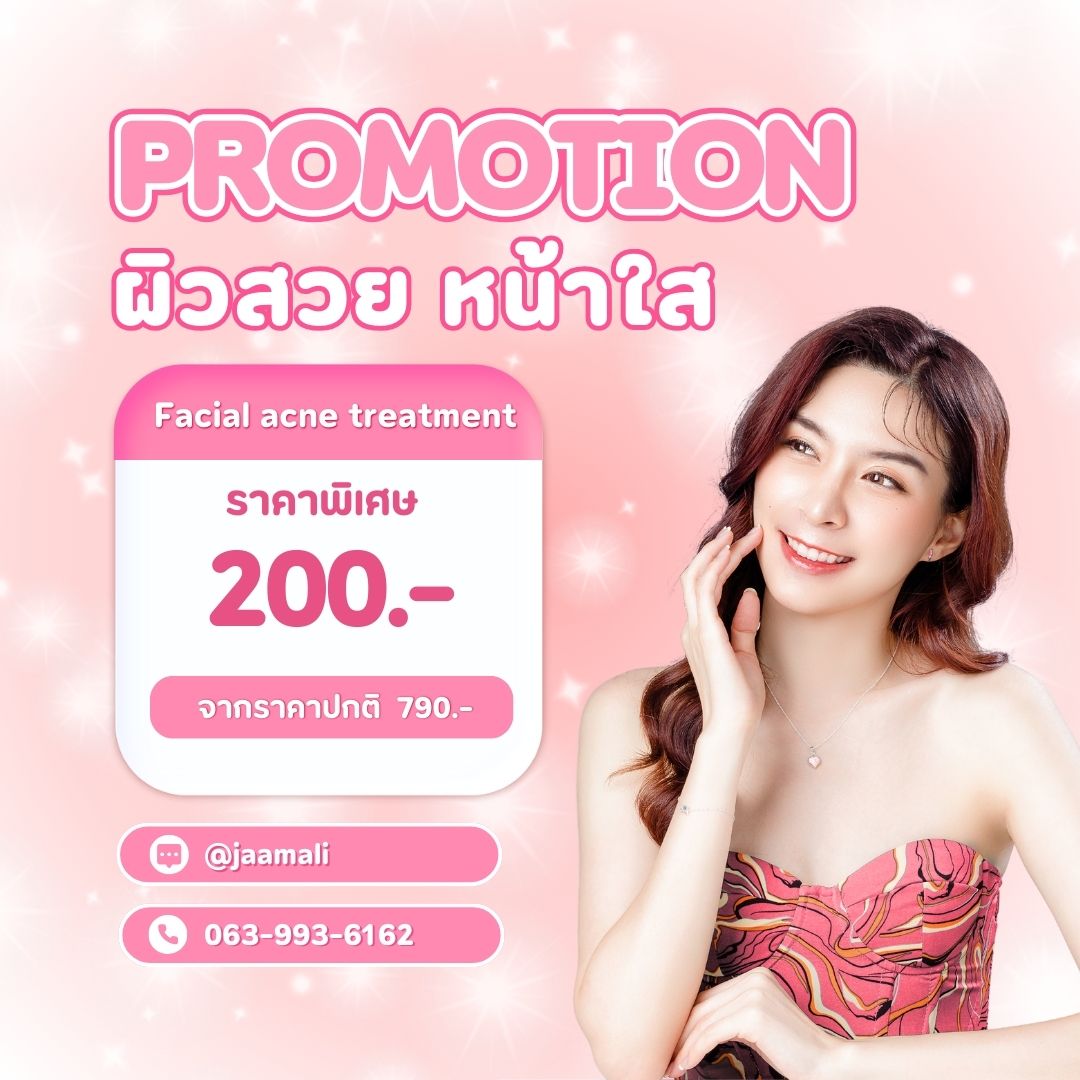 PROMOTION
ผิวสวย หน้าใส
Facial acne treatment
ราคาพิเศษ
200.-
จากราคาปกติ 790.-
@jaamali
063-993-6162